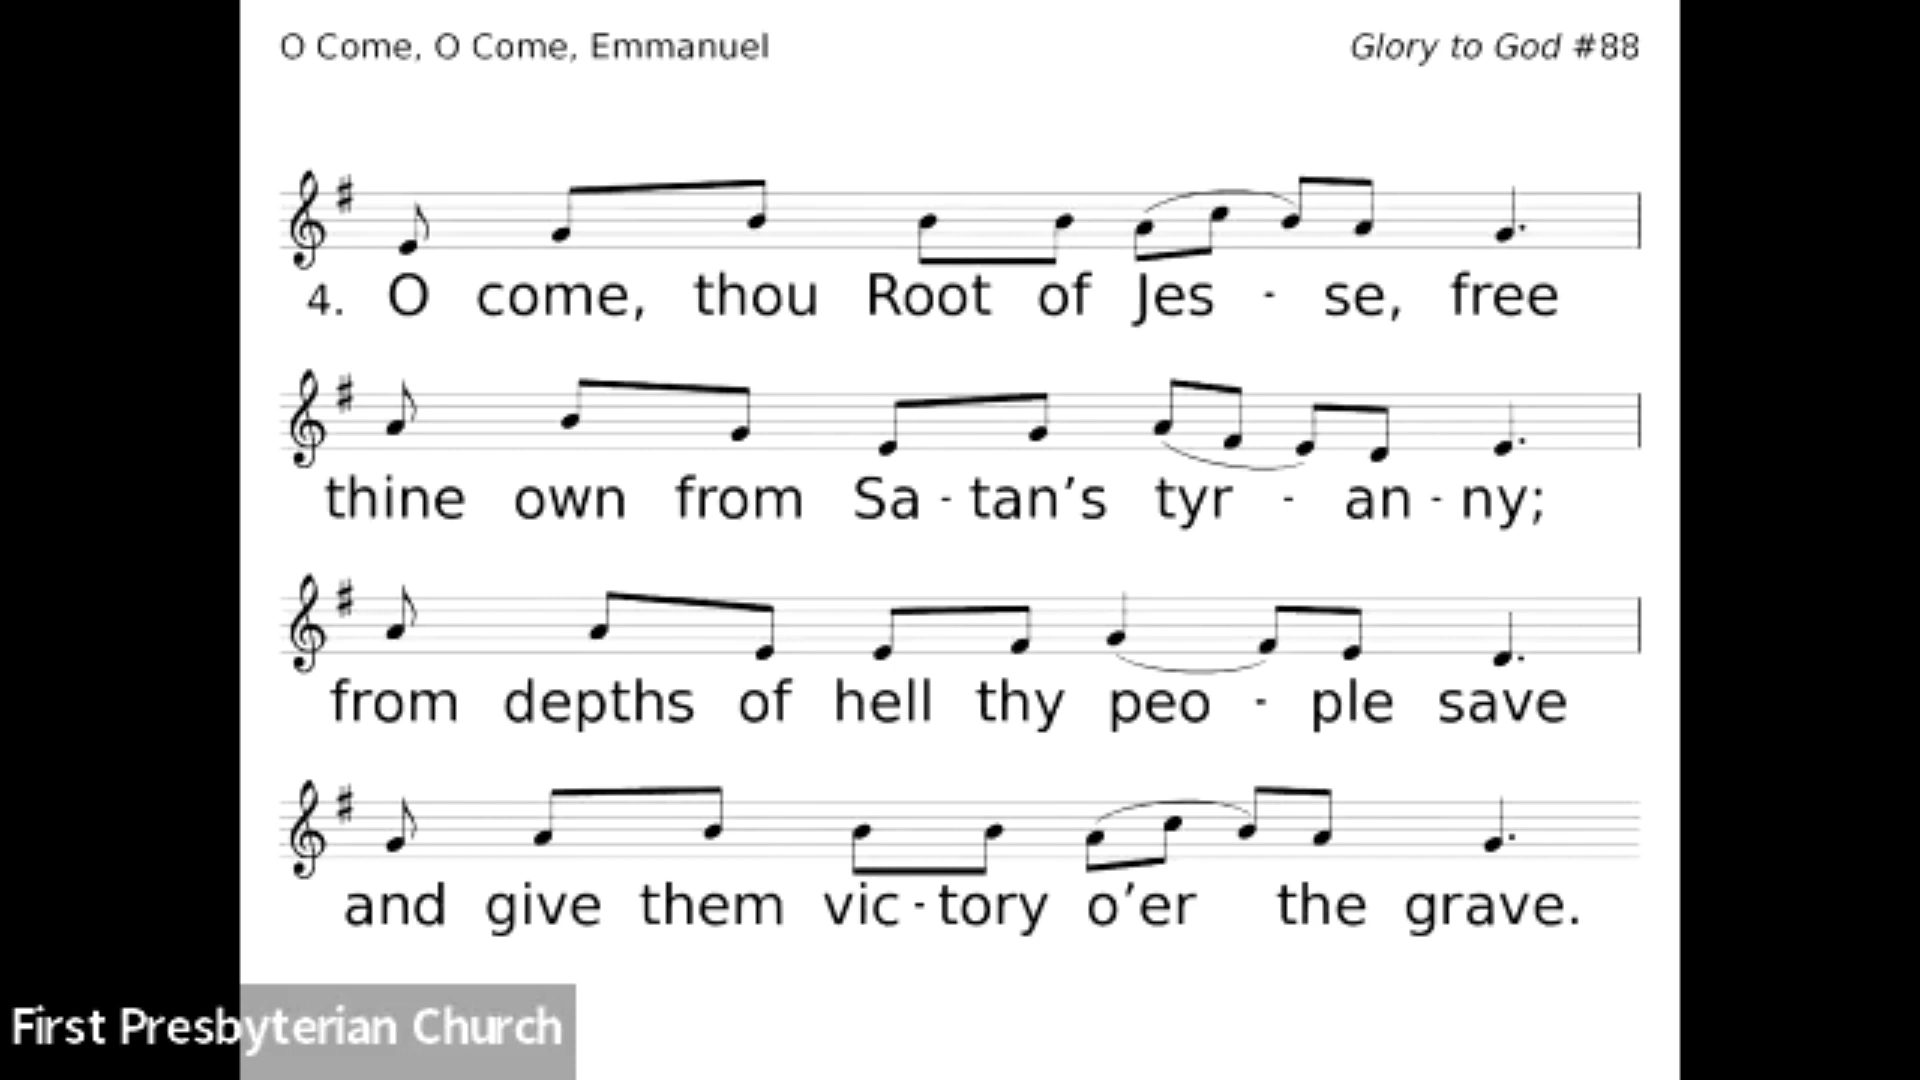 O Come, O Come, Emmanuel Glory to God #88
4. O come, thou Root of Jes - se, free
thine own from Sa - tan’s tyr - an - ny;
from depths of hell thy peo - ple save
and give them vic - tory o’er the grave.
First Presbyterian Church